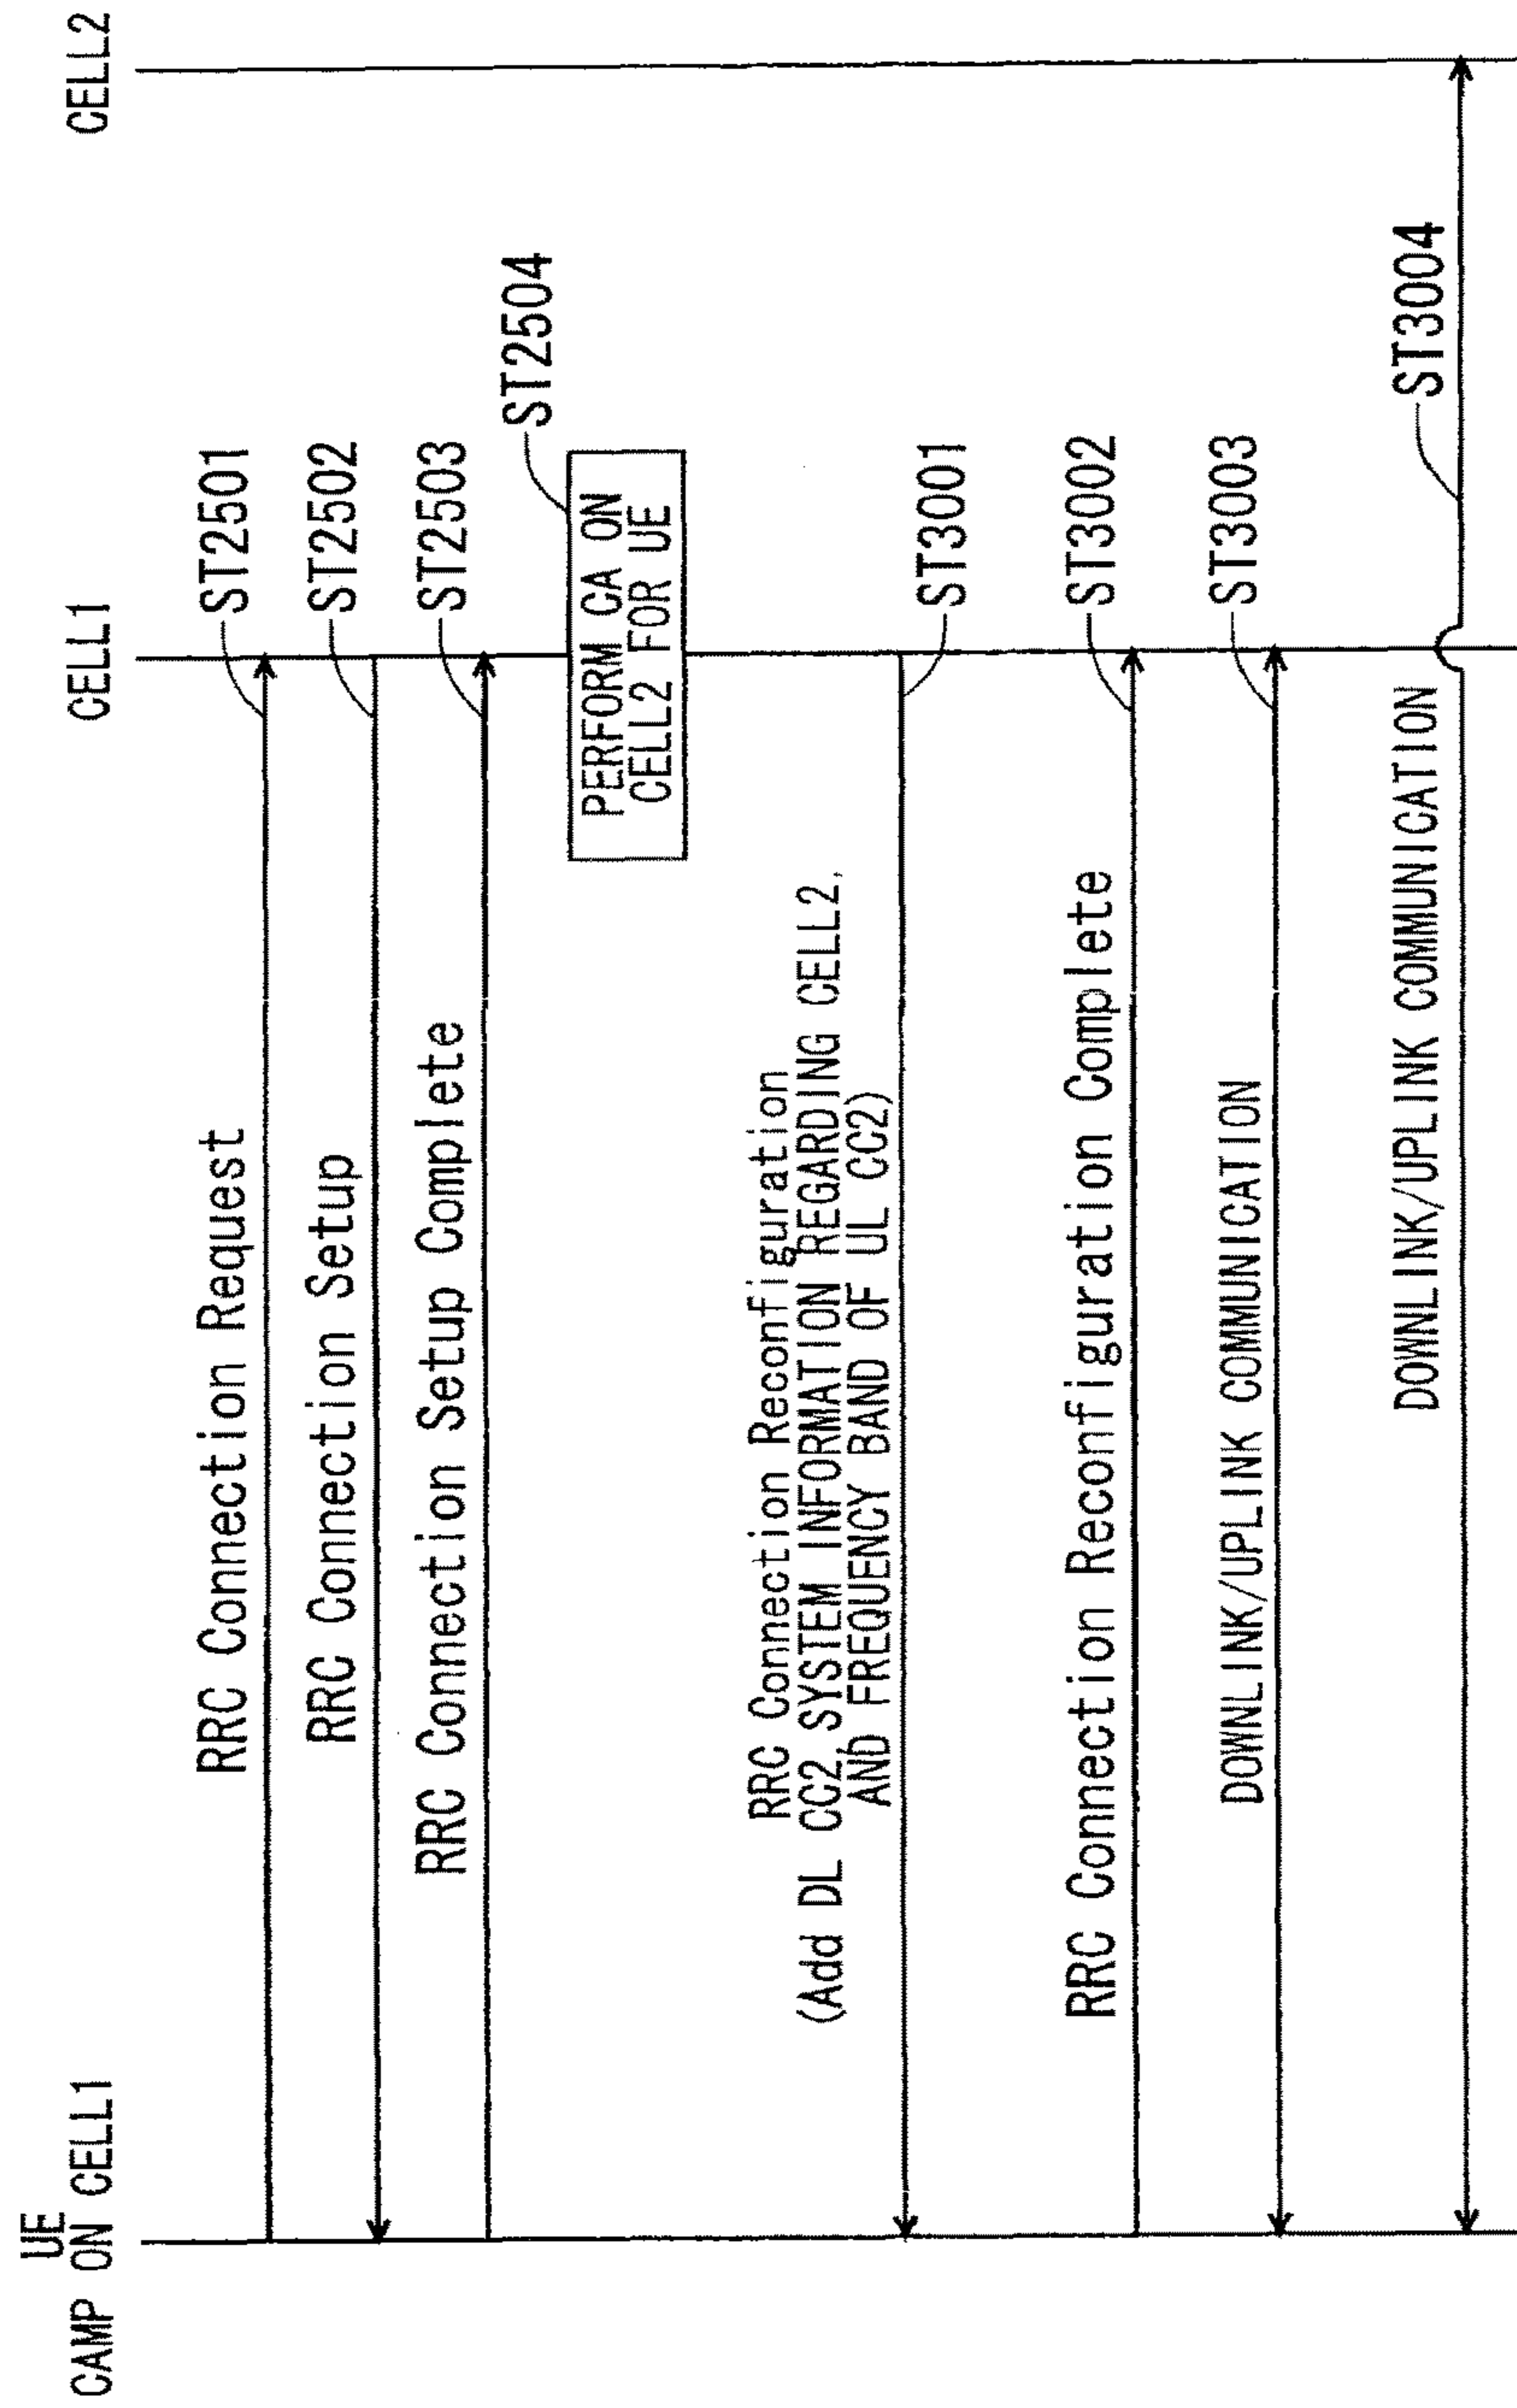 UE
CAMP ON CELL1
CELL1
CELL2
RRC Connection Request
ST2501
RRC Connection Setup
ST2502
RRC Connection Setup Complete
ST2503
ST2504
PERFORM CA ON
CELL2 FOR UE
RRC Connection Reconfiguration
(Add DL CC2, SYSTEM INFORMATION REGARDING CELL2,
AND FREQUENCY BAND OF UL CC2)
ST3001
RRC Connection Reconfiguration Complete
ST3002
DOWNLINK/UPLINK COMMUNICATION
ST3003
DOWNLINK/UPLINK COMMUNICATION
ST3004